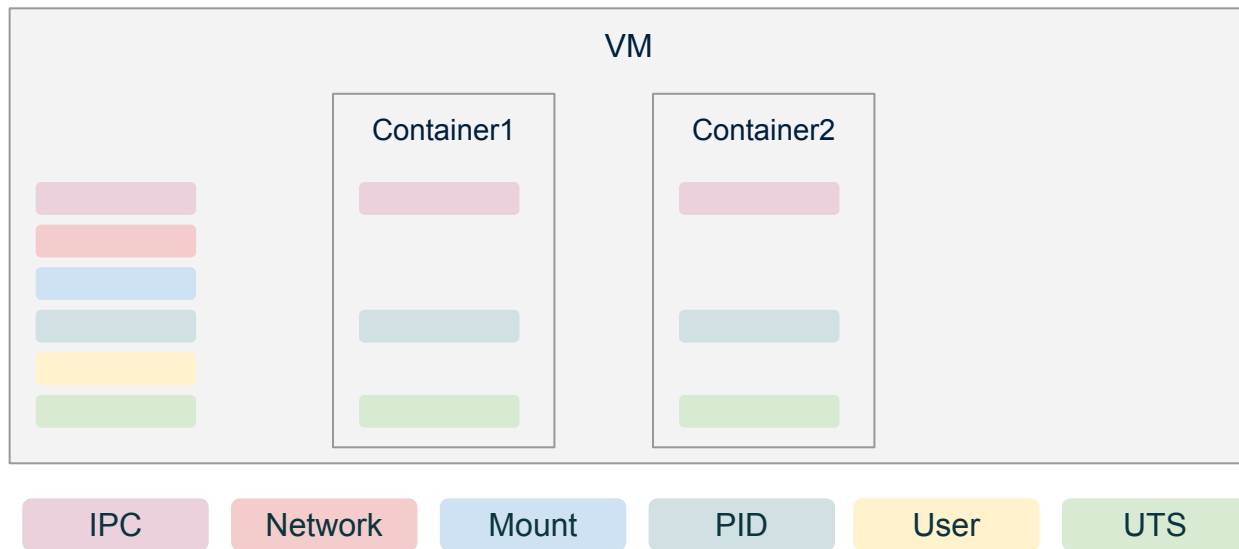 VM
Container1
Container2
IPC
Network
Mount
PID
User
UTS